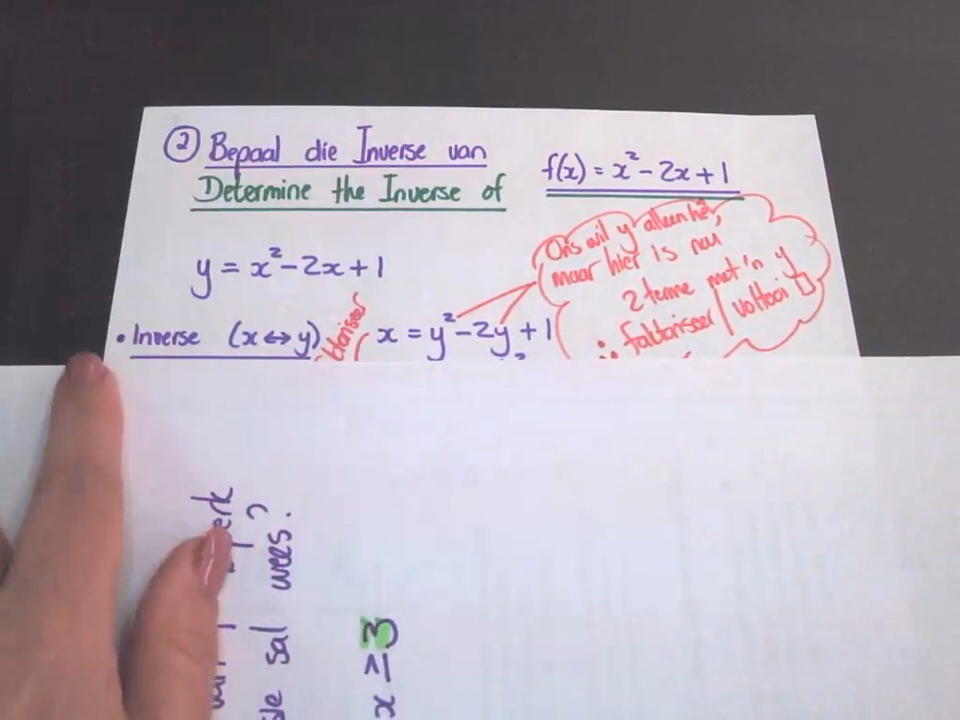 ② Bepaal die Inverse van
Determine the Inverse of
f(x) = x² - 2x + 1
y = x² - 2x + 1
Ons wil y alleen hê,
maar hier is nou
2 terme met 'n y
∴ faktoriseer / voltooi □
• Inverse (x ↔ y)
x = y² - 2y + 1
sal wees?
x ≥ 3